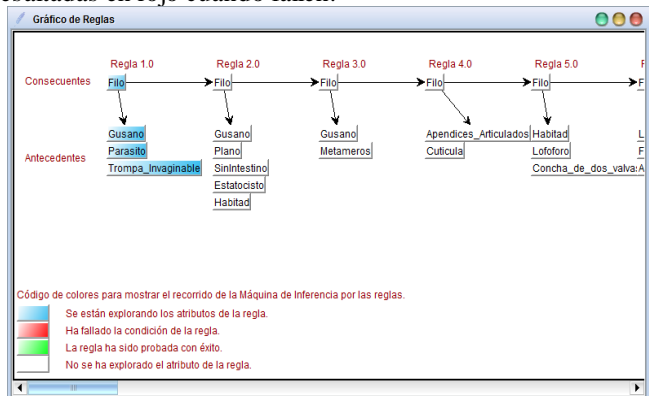 esultadas en rojo cuando fallen.
Gráfico de Reglas
Regla 1.0 Regla 2.0 Regla 3.0 Regla 4.0 Regla 5.0
Consecuentes Filo Filo Filo Filo Filo F
Gusano Gusano Gusano Apendices_Articulados Habitad L
Antecedentes Parasito Plano Metameros Cuticula Lofoforo F
Trompa_Invaginable SinIntestino Concha_de_dos_valva: A
Estatocisto
Habitad
Código de colores para mostrar el recorrido de la Máquina de Inferencia por las reglas.
Se están explorando los atributos de la regla.
Ha fallado la condición de la regla.
La regla ha sido probada con éxito.
No se ha explorado el atributo de la regla.